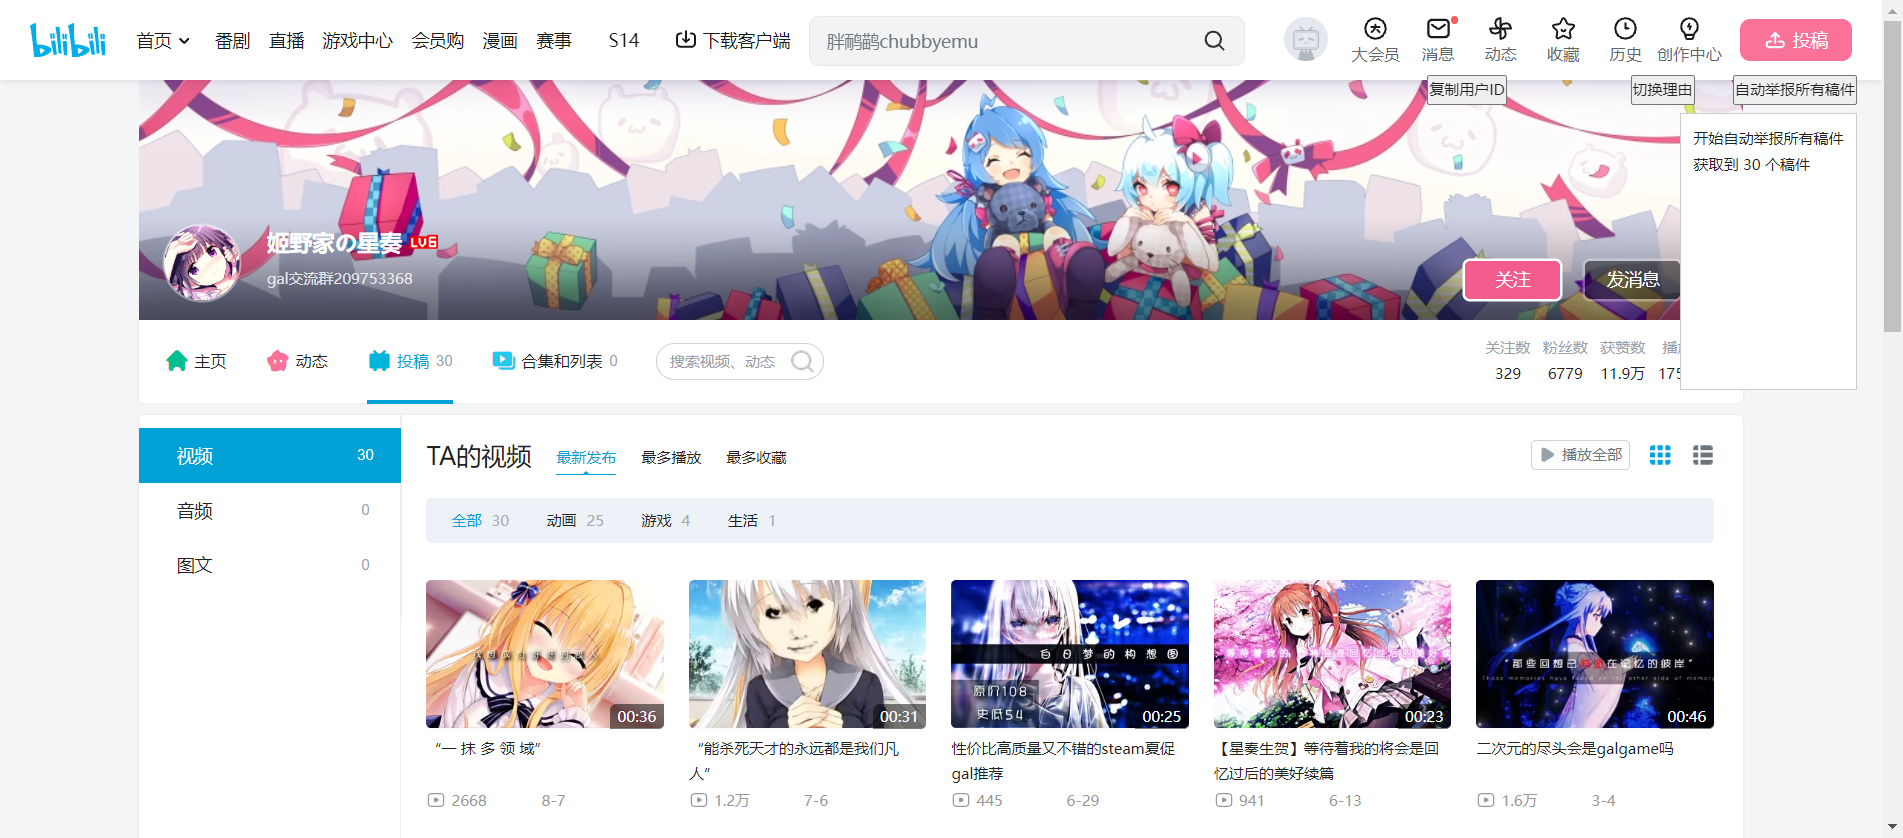 bilibili 首页 番剧 直播 游戏中心 会员购 漫画 赛事 S14 下载客户端
胖鸸鹋chubbyemu
大会员 消息 动态 收藏 历史 创作中心
投稿
复制用户ID 切换理由 自动举报所有稿件
开始自动举报所有稿件
获取到 30 个稿件
姬野家の星奏 LV6
gal交流群209753368
关注 发消息
主页 动态 投稿 30 合集和列表 0
搜索视频、动态
关注数 粉丝数 获赞数
329 6779 11.9万
视频 30
音频 0
图文 0
TA的视频 最新发布 最多播放 最多收藏
播放全部
全部 30 动画 25 游戏 4 生活 1
00:36
“一 抹 多 领 域”
2668 8-7
00:31
“能杀死天才的永远都是我们凡
人”
1.2万 7-6
白日梦的构想图
原价108
史低54
00:25
性价比高质量又不错的steam夏促
gal推荐
445 6-29
00:23
【星奏生贺】等待着我的将会是回
忆过后的美好续篇
941 6-13
“那些回想已
在记忆的彼岸”
00:46
二次元的尽头会是galgame吗
1.6万 3-4